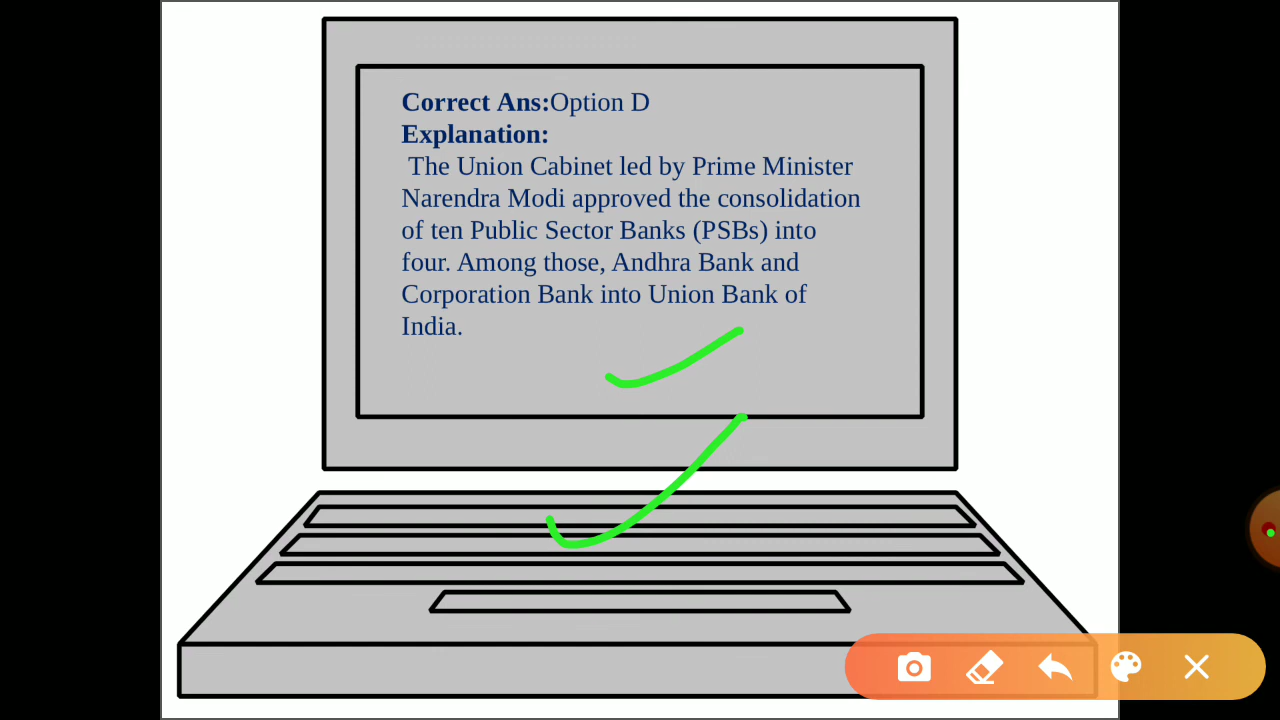 Correct Ans:Option D
Explanation:
The Union Cabinet led by Prime Minister
Narendra Modi approved the consolidation
of ten Public Sector Banks (PSBs) into
four. Among those, Andhra Bank and
Corporation Bank into Union Bank of
India.